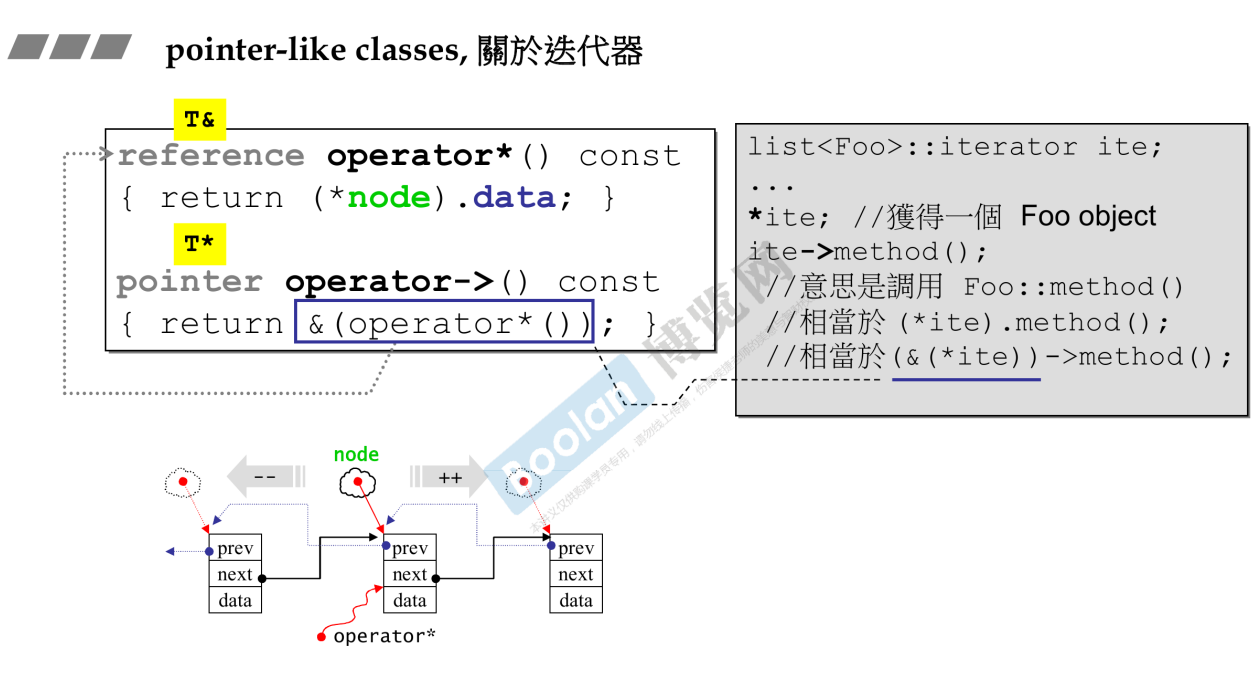 pointer-like classes, 關於迭代器
T&
reference operator*() const
{ return (*node).data; }
T*
pointer operator->() const
{ return &(operator*()); }
list<Foo>::iterator ite;
...
*ite; //獲得一個 Foo object
ite->method();
//意思是調用 Foo::method()
//相當於 (*ite).method();
//相當於(&(*ite))->method();
Boolan 博览网
node
--
++
prev
next
data
prev
next
data
prev
next
data
operator*